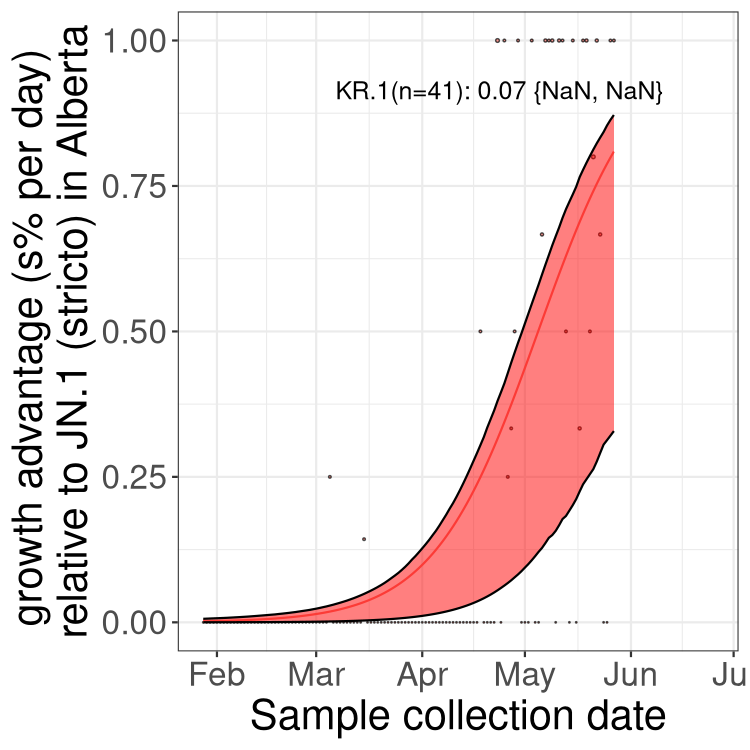 growth advantage (s% per day)
relative to JN.1 (stricto) in Alberta
1.00
0.75
0.50
0.25
0.00
KR.1(n=41): 0.07 {NaN, NaN}
Feb Mar Apr May Jun Ju
Sample collection date